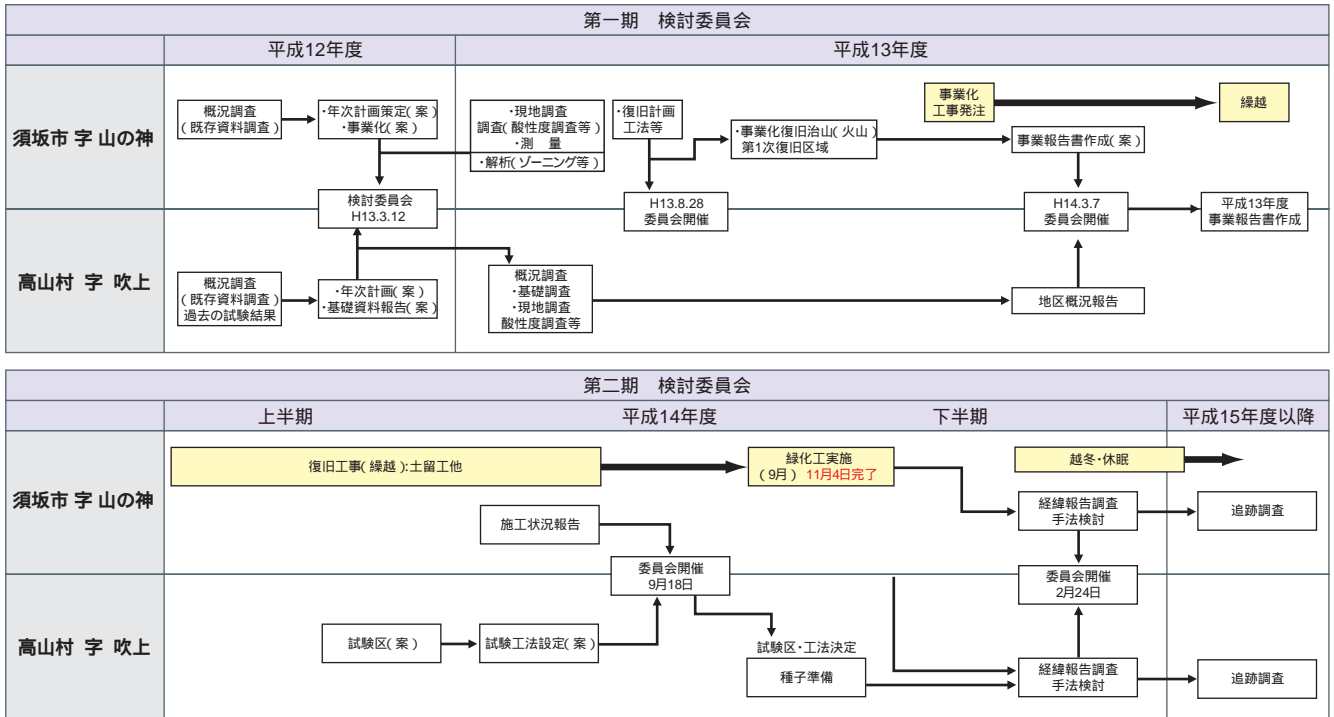 第一期　検討委員会
平成12年度
平成13年度
須坂市 字 山の神
概況調査
(既存資料調査)
・年次計画策定(案)
・事業化(案)
・現地調査
調査(酸性度調査等)
・測　量
・解析(ゾーニング等)
・復旧計画
工法等
・事業化復旧治山(火山)
第1次復旧区域
事業化
工事発注
繰越
事業報告書作成(案)
検討委員会
H13.3.12
H13.8.28
委員会開催
H14.3.7
委員会開催
平成13年度
事業報告書作成
高山村 字 吹上
概況調査
(既存資料調査)
過去の試験結果
・年次計画(案)
・基礎資料報告(案)
概況調査
・基礎調査
・現地調査
酸性度調査等
地区概況報告
第二期　検討委員会
上半期
平成14年度
下半期
平成15年度以降
須坂市 字 山の神
復旧工事(繰越):土留工他
緑化工実施
(9月) 11月4日完了
越冬・休眠
施工状況報告
経緯報告調査
手法検討
追跡調査
委員会開催
9月18日
委員会開催
2月24日
高山村 字 吹上
試験区(案)
試験工法設定(案)
試験区・工法決定
種子準備
経緯報告調査
手法検討
追跡調査